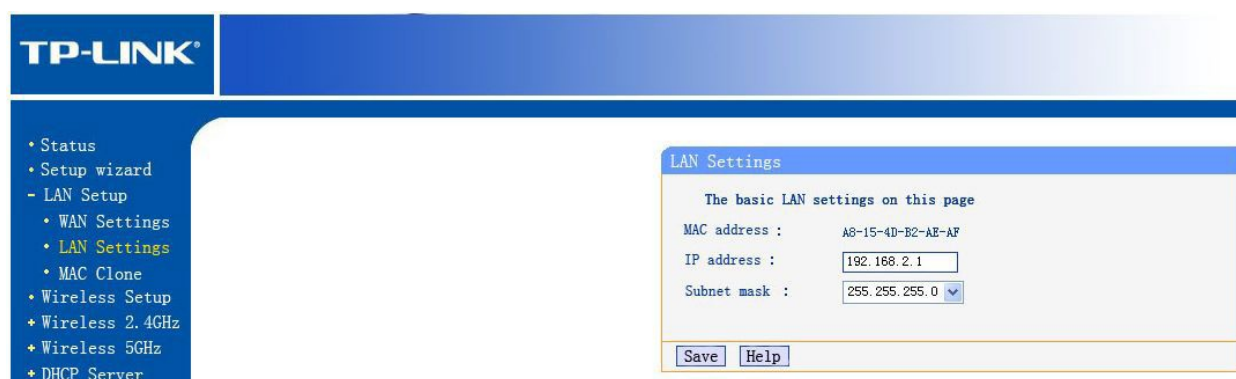 TP-LINK®
• Status
• Setup wizard
- LAN Setup
• WAN Settings
• LAN Settings
• MAC Clone
• Wireless Setup
+ Wireless 2.4GHz
+ Wireless 5GHz
+ DHCP Server
LAN Settings
The basic LAN settings on this page
MAC address : A8-15-4D-B2-AE-AF
IP address : 192.168.2.1
Subnet mask : 255.255.255.0
Save Help